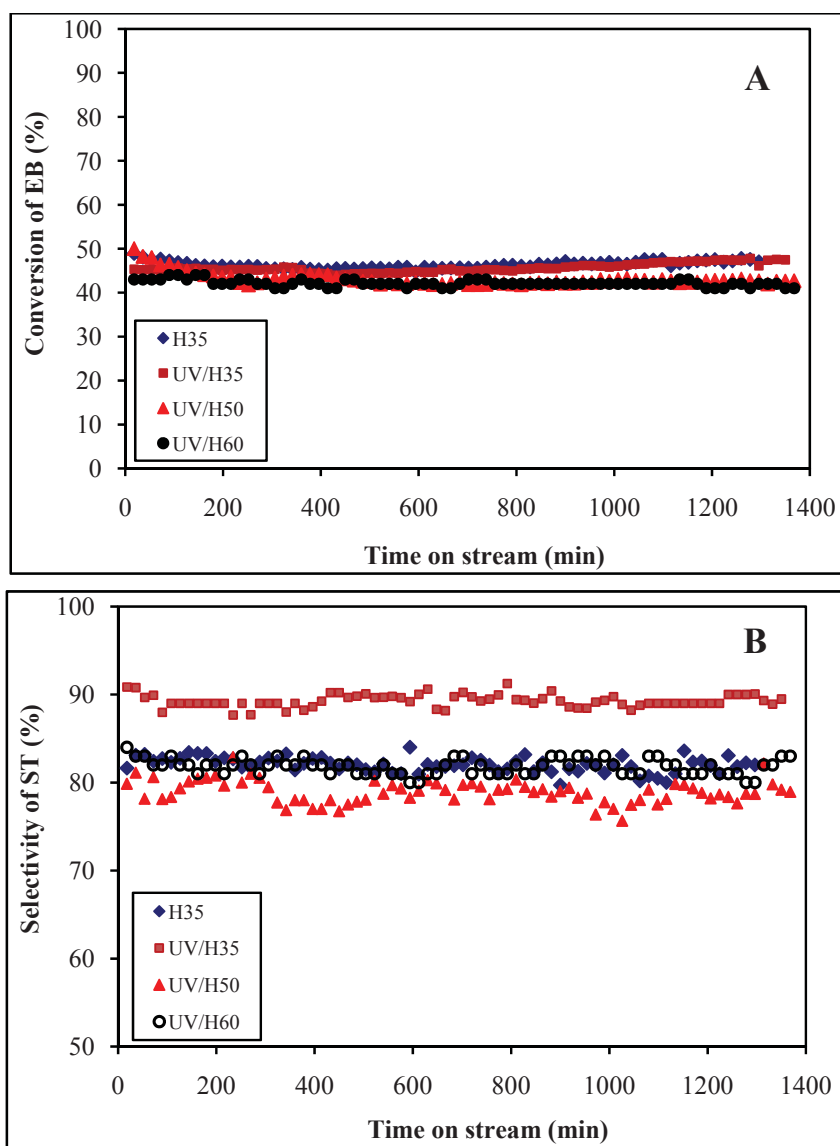 A
Conversion of EB (%)
100
90
80
70
60
50
40
30
20
10
0
H35
UV/H35
UV/H50
UV/H60
0 200 400 600 800 1000 1200 1400
Time on stream (min)
B
Selectivity of ST (%)
100
90
80
70
60
50
H35
UV/H35
UV/H50
UV/H60
0 200 400 600 800 1000 1200 1400
Time on stream (min)